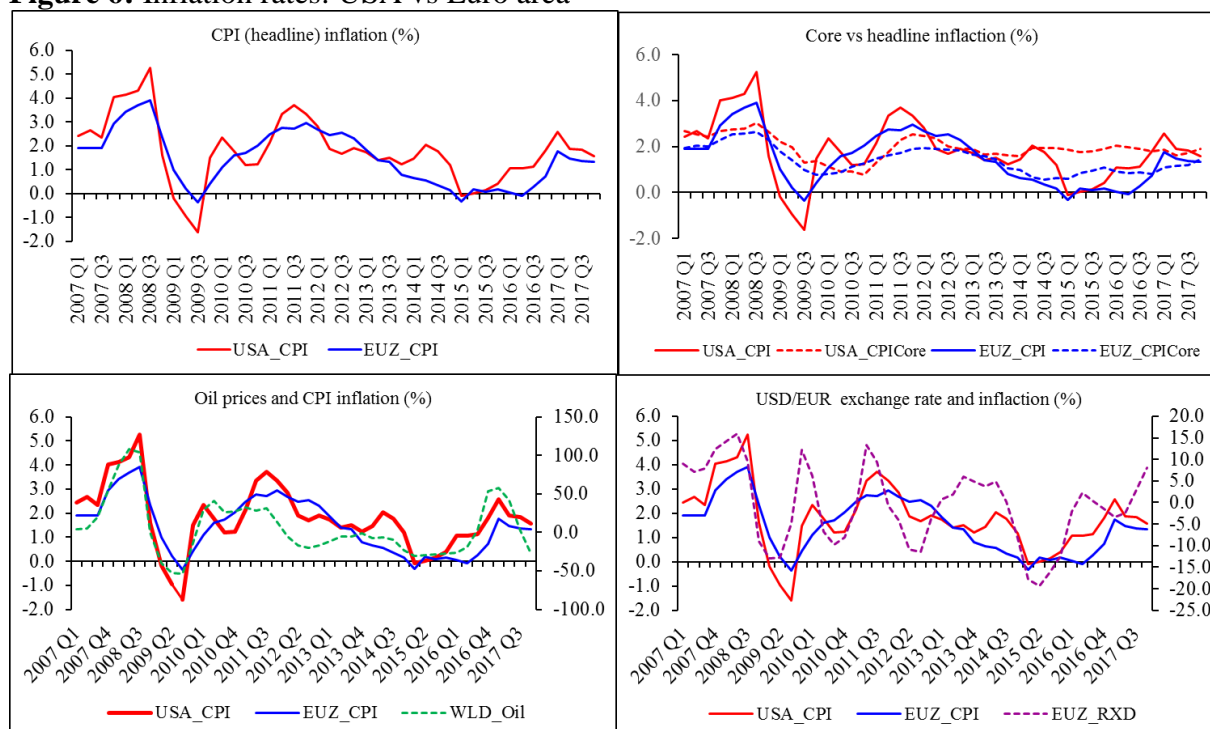 Figure Inflation rates: USA vs Euro area
CPI (headline) inflation (%)
6.0
5.0
4.0
3.0
2.0
1.0
0.0
-1.0
-2.0
2007 Q1
2007 Q3
2008 Q1
2008 Q3
2009 Q1
2009 Q3
2010 Q1
2010 Q3
2011 Q1
2011 Q3
2012 Q1
2012 Q3
2013 Q1
2013 Q3
2014 Q1
2014 Q3
2015 Q1
2015 Q3
2016 Q1
2016 Q3
2017 Q1
2017 Q3
USA_CPI EUZ_CPI
Core vs headline inflaction (%)
6.0
4.0
2.0
0.0
-2.0
2007 Q1
2007 Q3
2008 Q1
2008 Q3
2009 Q1
2009 Q3
2010 Q1
2010 Q3
2011 Q1
2011 Q3
2012 Q1
2012 Q3
2013 Q1
2013 Q3
2014 Q1
2014 Q3
2015 Q1
2015 Q3
2016 Q1
2016 Q3
2017 Q1
2017 Q3
USA_CPI USA_CPICore EUZ_CPI EUZ_CPICore
Oil prices and CPI inflation (%)
6.0
5.0
4.0
3.0
2.0
1.0
0.0
-1.0
-2.0
150.0
100.0
50.0
0.0
-50.0
-100.0
2007 Q1
2007 Q4
2008 Q3
2009 Q2
2010 Q1
2010 Q4
2011 Q3
2012 Q2
2013 Q1
2013 Q4
2014 Q3
2015 Q2
2016 Q1
2016 Q4
2017 Q3
USA_CPI EUZ_CPI WLD_Oil
USD/EUR exchange rate and inflaction (%)
6.0
5.0
4.0
3.0
2.0
1.0
0.0
-1.0
-2.0
20.0
15.0
10.0
5.0
0.0
-5.0
-10.0
-15.0
-20.0
-25.0
2007 Q1
2007 Q4
2008 Q3
2009 Q2
2010 Q1
2010 Q4
2011 Q3
2012 Q2
2013 Q1
2013 Q4
2014 Q3
2015 Q2
2016 Q1
2016 Q4
2017 Q3
USA_CPI EUZ_CPI EUZ_RXD